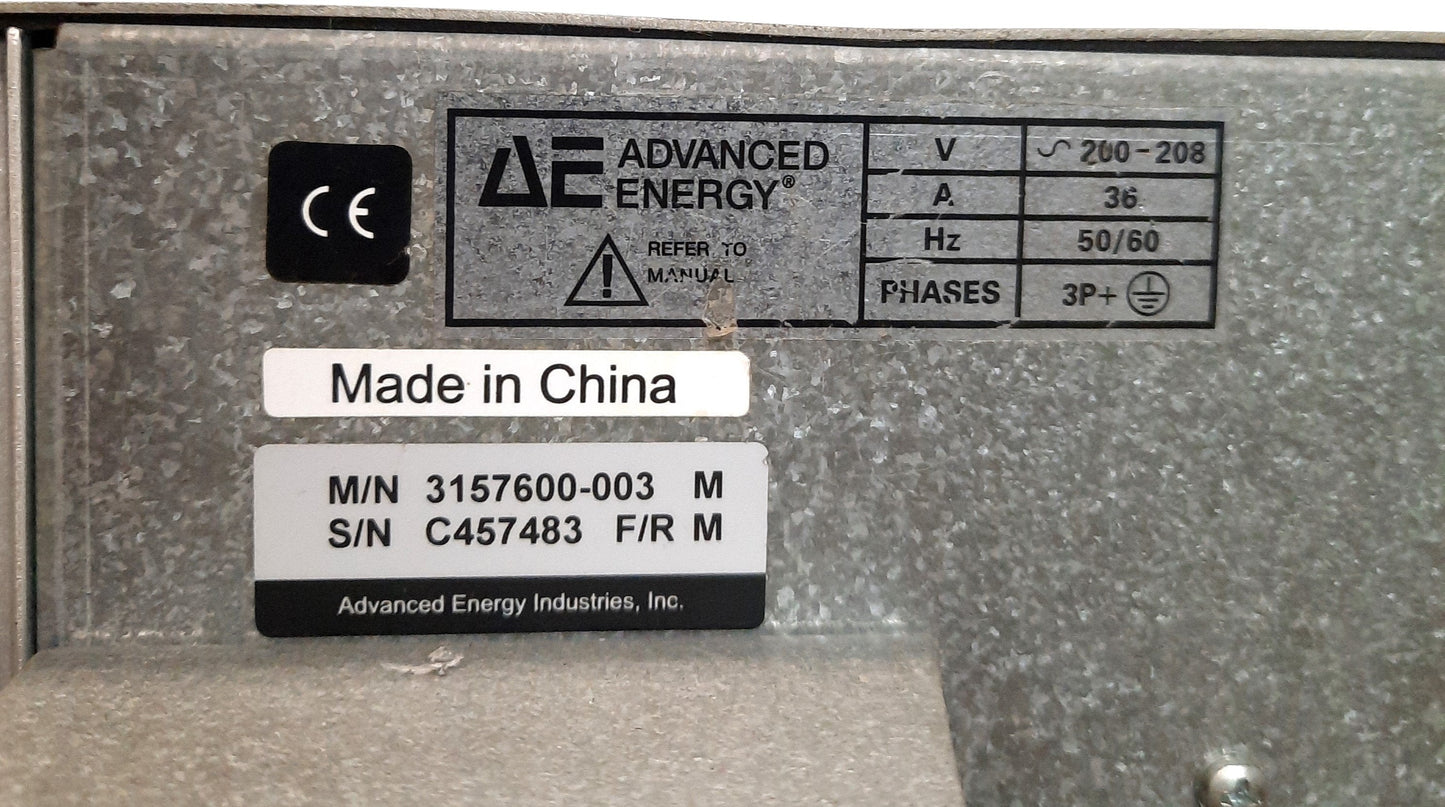 CE
AE ADVANCED ENERGY®
REFER TO
MANUAL
V ~ 200-208
A 36
Hz 50/60
PHASES 3P+
Made in China
M/N 3157600-003 M
S/N C457483 F/R M
Advanced Energy Industries, Inc.